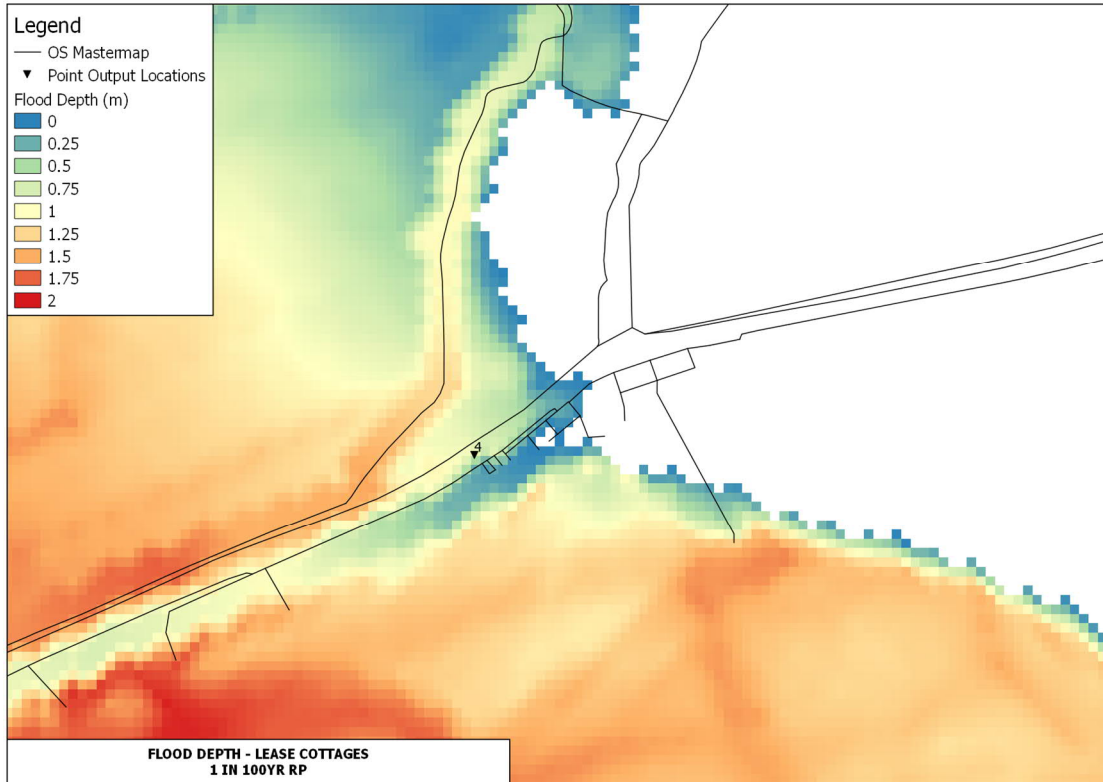 Legend
OS Mastermap
Point Output Locations
Flood Depth (m)
0
0.25
0.5
0.75
1
1.25
1.5
1.75
2
4
FLOOD DEPTH - LEASE COTTAGES
1 IN 100YR RP